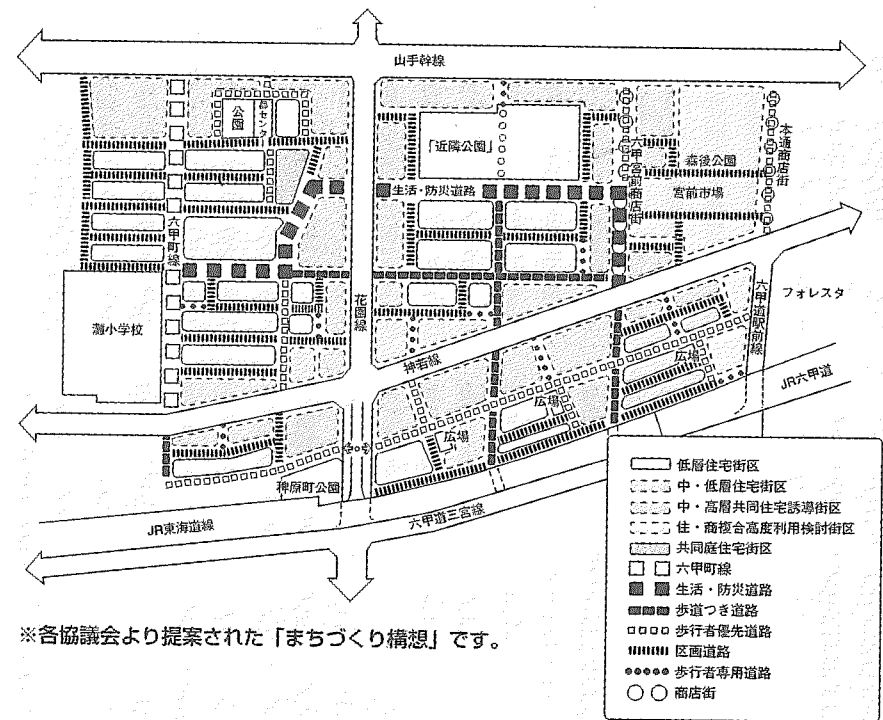 山手幹線
公園
「近隣公園」
六甲宮前商店街
本通商店街
森後公園
宮前市場
生活・防災道路
六甲町線
花園線
灘小学校
神若線
六甲道駅前線
フォレスタ
JR六甲道
広場
広場
広場
稗原町公園
JR東海道線
六甲道三宮線
低層住宅街区
中・低層住宅街区
中・高層共同住宅誘導街区
住・商複合高度利用検討街区
共同庭住宅街区
六甲町線
生活・防災道路
歩道つき道路
歩行者優先道路
区画道路
歩行者専用道路
商店街
※各協議会より提案された「まちづくり構想」です。